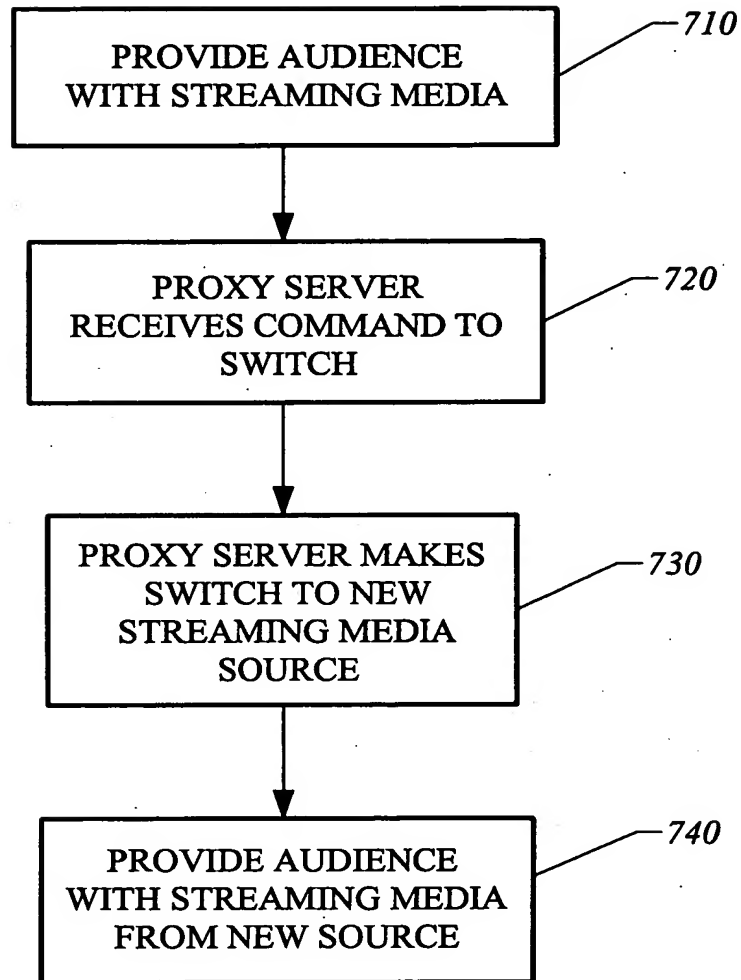 PROVIDE AUDIENCE
WITH STREAMING MEDIA
710
PROXY SERVER
RECEIVES COMMAND TO
SWITCH
720
PROXY SERVER MAKES
SWITCH TO NEW
STREAMING MEDIA
SOURCE
730
PROVIDE AUDIENCE
WITH STREAMING MEDIA
FROM NEW SOURCE
740